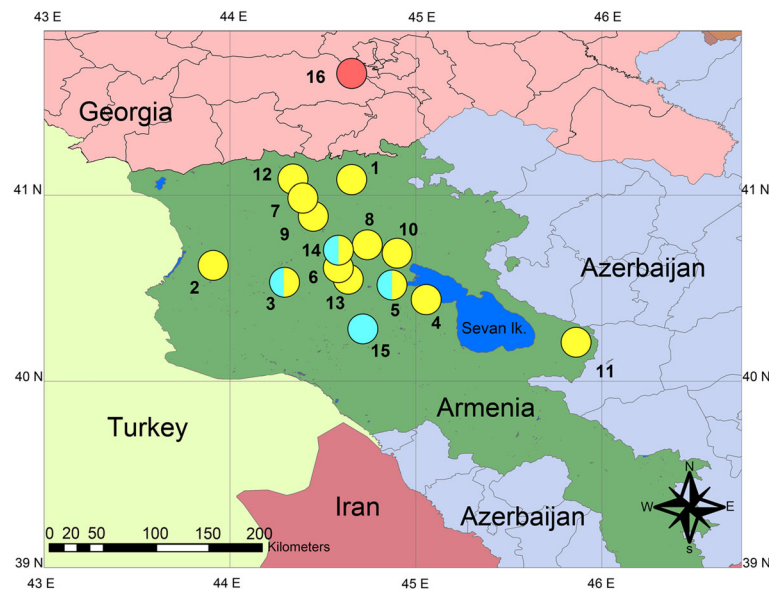 43 E 44 E 45 E 46 E
16
Georgia
41 N 41 N
12 1
7
9 8 10
14
Azerbaijan
2 6
3 13 5 4
Sevan lk.
15
11
40 N 40 N
Armenia
Turkey
Iran
Azerbaijan
N
W E
s
0 20 50 100 150 200
Kilometers
39 N 39 N
43 E 44 E 45 E 46 E